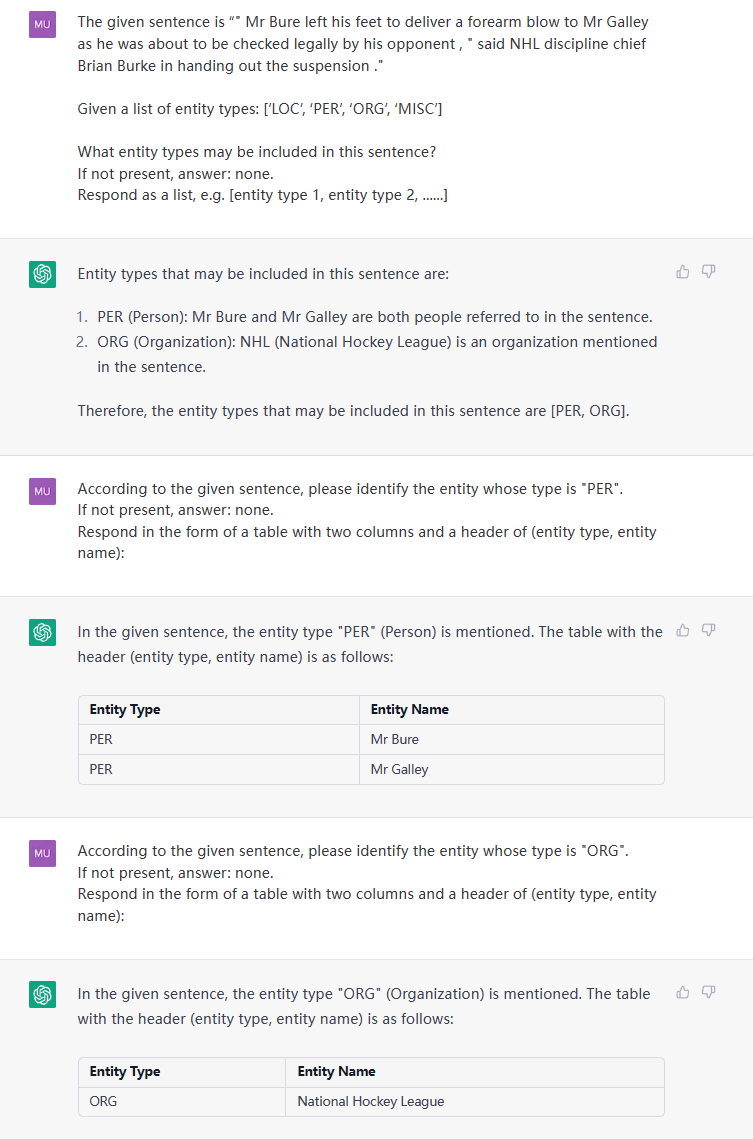 MU
The given sentence is “" Mr Bure left his feet to deliver a forearm blow to Mr Galley
as he was about to be checked legally by his opponent , " said NHL discipline chief
Brian Burke in handing out the suspension ."
Given a list of entity types: [‘LOC’, ‘PER’, ‘ORG’, ‘MISC’]
What entity types may be included in this sentence?
If not present, answer: none.
Respond as a list, e.g. [entity type 1, entity type 2, ......]
Entity types that may be included in this sentence are:
1. PER (Person): Mr Bure and Mr Galley are both people referred to in the sentence.
2. ORG (Organization): NHL (National Hockey League) is an organization mentioned
in the sentence.
Therefore, the entity types that may be included in this sentence are [PER, ORG].
MU
According to the given sentence, please identify the entity whose type is "PER".
If not present, answer: none.
Respond in the form of a table with two columns and a header of (entity type, entity
name):
In the given sentence, the entity type "PER" (Person) is mentioned. The table with the
header (entity type, entity name) is as follows:
Entity Type Entity Name
PER Mr Bure
PER Mr Galley
MU
According to the given sentence, please identify the entity whose type is "ORG".
If not present, answer: none.
Respond in the form of a table with two columns and a header of (entity type, entity
name):
In the given sentence, the entity type "ORG" (Organization) is mentioned. The table
with the header (entity type, entity name) is as follows:
Entity Type Entity Name
ORG National Hockey League